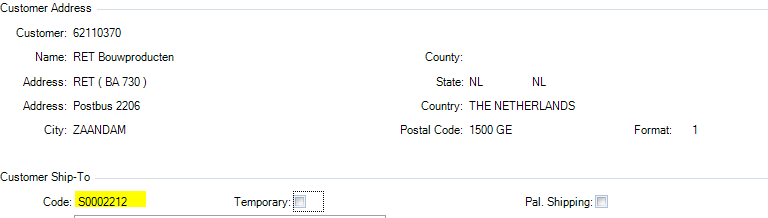 Customer Address
Customer: 62110370
Name: RET Bouwproducten County:
Address: RET ( BA 730 ) State: NL NL
Address: Postbus 2206 Country: THE NETHERLANDS
City: ZAANDAM Postal Code: 1500 GE Format: 1
Customer Ship-To
Code: S0002212 Temporary: Pal. Shipping: